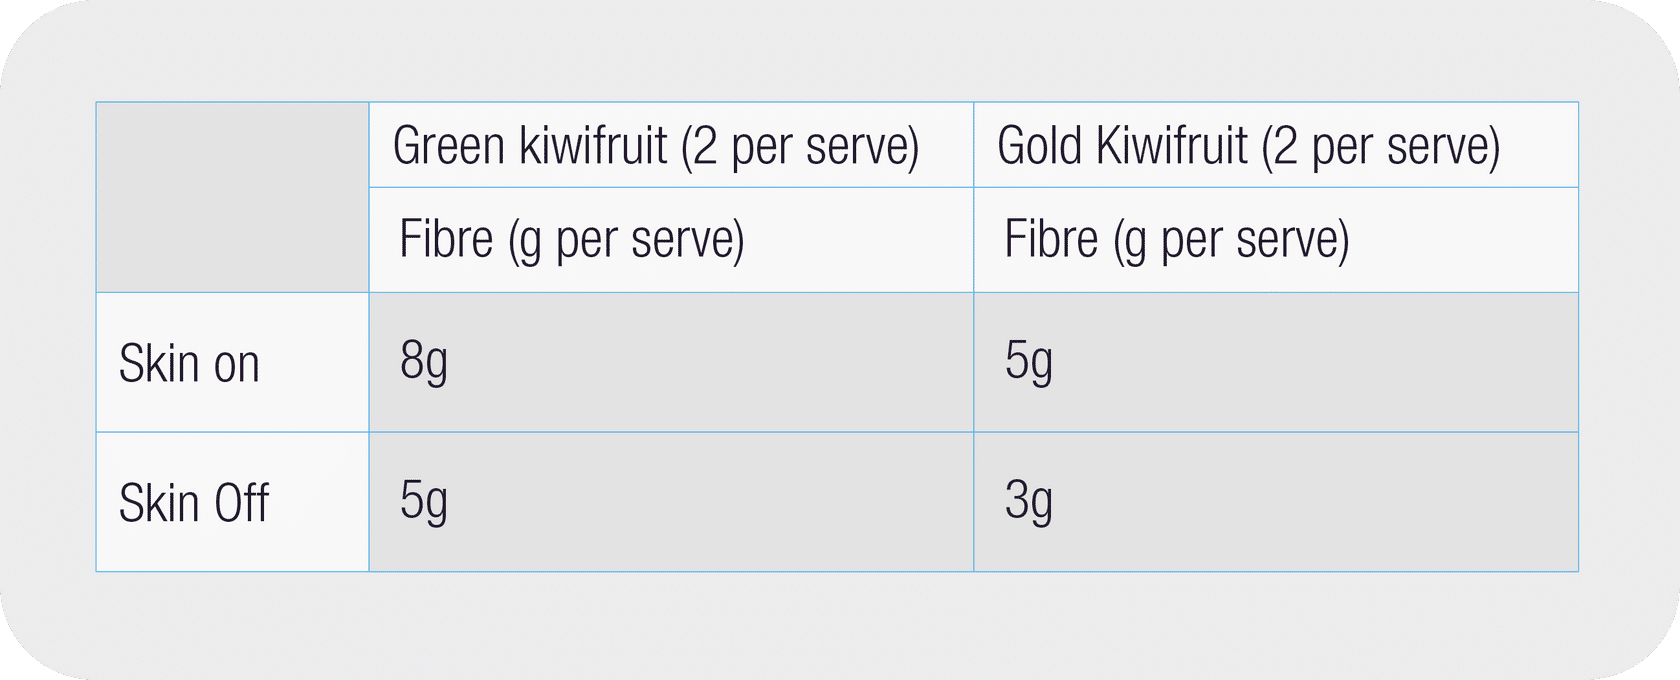 Green kiwifruit (2 per serve)
Gold Kiwifruit (2 per serve)
Fibre (g per serve)
Fibre (g per serve)
Skin on
8g
5g
Skin Off
5g
3g